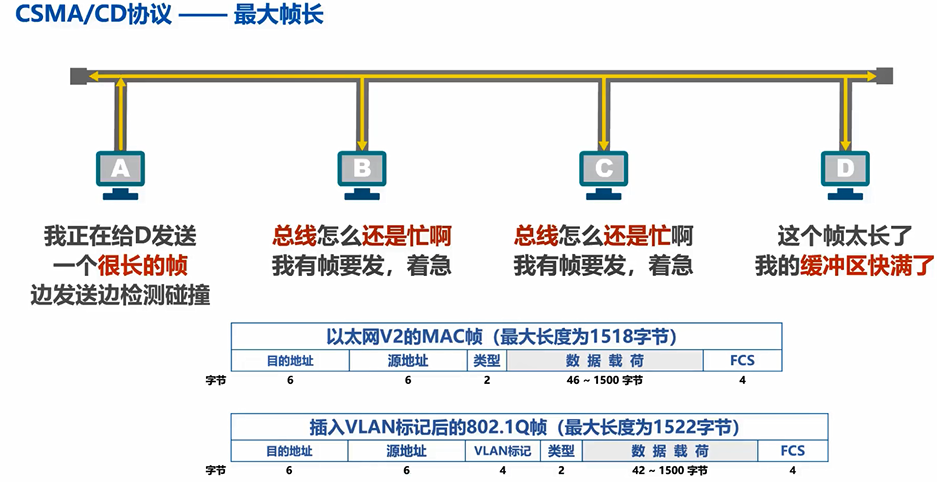 CSMA/CD协议 —— 最大帧长
A
B
C
D
我正在给D发送
一个很长的帧
边发送边检测碰撞
总线怎么还是忙啊
我有帧要发，着急
总线怎么还是忙啊
我有帧要发，着急
这个帧太长了
我的缓冲区快满了
以太网V2的MAC帧（最大长度为1518字节）
目的地址 源地址 类型 数 据 载 荷 FCS
字节 6 6 2 46 ~ 1500 字节 4
插入VLAN标记后的802.1Q帧（最大长度为1522字节）
目的地址 源地址 VLAN标记 类型 数 据 载 荷 FCS
字节 6 6 4 2 42 ~ 1500 字节 4